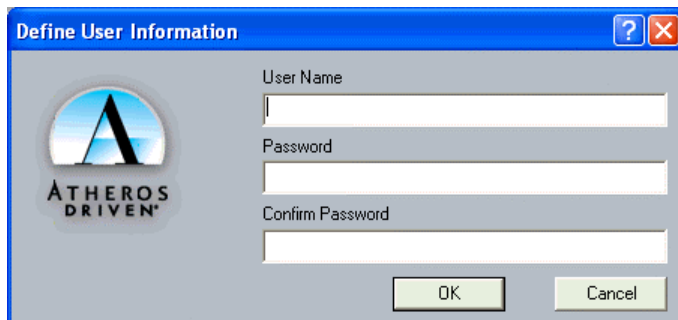 Define User Information
User Name
Password
Confirm Password
ATHEROS
DRIVEN®
OK
Cancel